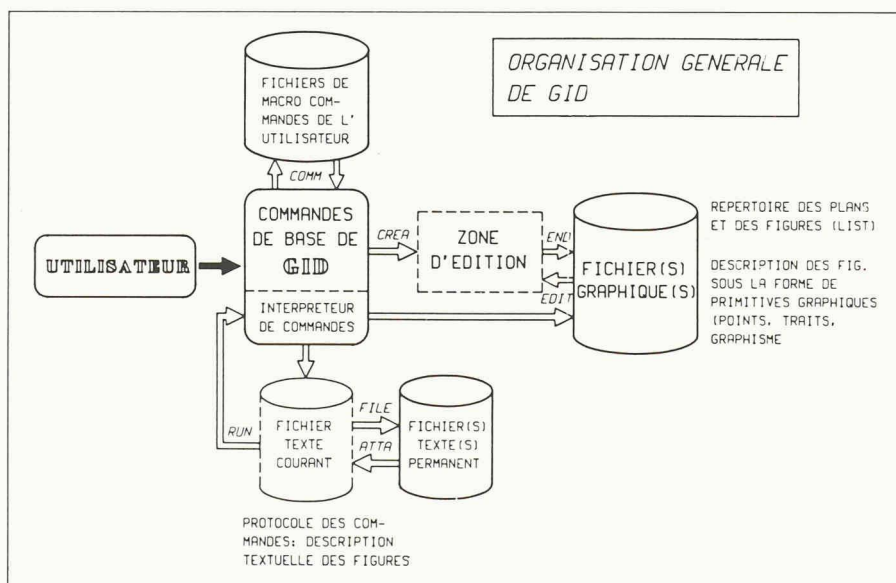 ORGANISATION GENERALE
DE GID
FICHIERS DE
MACRO COM-
MANDES DE L'
UTILISATEUR
COMM
UTILISATEUR
COMMANDES
DE BASE DE
GID
INTERPRETEUR
DE COMMANDES
CREA
ZONE
D'EDITION
END
EDIT
FICHIER(S)
GRAPHIQUE(S)
REPERTOIRE DES PLANS
ET DES FIGURES (LIST)
DESCRIPTION DES FIG.
SOUS LA FORME DE
PRIMITIVES GRAPHIQUES
(POINTS, TRAITS,
GRAPHISME
RUN
FICHIER
TEXTE
COURANT
FILE
ATTA
FICHIER(S)
TEXTE(S)
PERMANENT
PROTOCOLE DES COM-
MANDES: DESCRIPTION
TEXTUELLE DES FIGURES